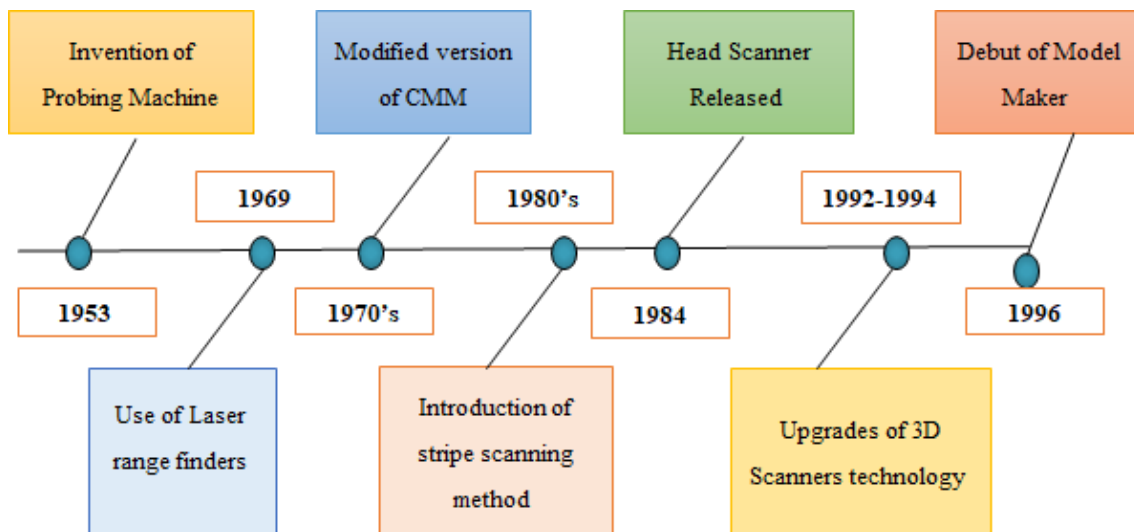 Invention of
Probing Machine
Modified version
of CMM
Head Scanner
Released
Debut of Model
Maker
1969
1980's
1992-1994
1953
1970's
1984
1996
Use of Laser
range finders
Introduction of
stripe scanning
method
Upgrades of 3D
Scanners technology